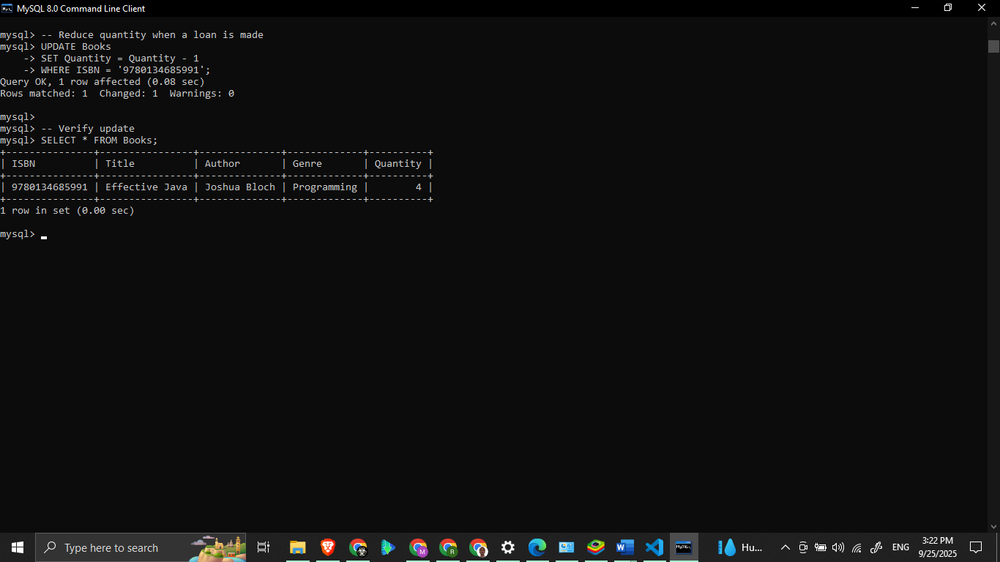 MySQL 8.0 Command Line Client
mysql> -- Reduce quantity when a loan is made
mysql> UPDATE Books
    -> SET Quantity = Quantity - 1
    -> WHERE ISBN = '9780134685991';
Query OK, 1 row affected (0.08 sec)
Rows matched: 1  Changed: 1  Warnings: 0
mysql>
mysql> -- Verify update
mysql> SELECT * FROM Books;
+---------------+----------------+--------------+-------------+----------+
| ISBN          | Title          | Author       | Genre       | Quantity |
+---------------+----------------+--------------+-------------+----------+
| 9780134685991 | Effective Java | Joshua Bloch | Programming |        4 |
+---------------+----------------+--------------+-------------+----------+
1 row in set (0.00 sec)
mysql>
Type here to search
Hu...
ENG
3:22 PM
9/25/2025